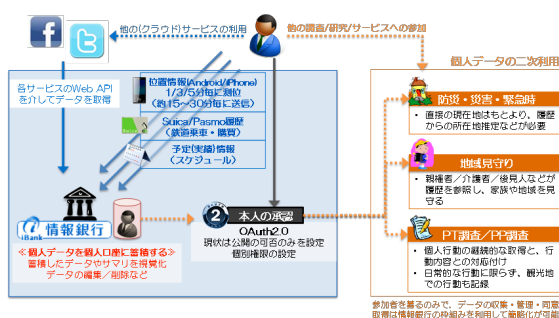 他の(クラウド)サービスの利用
他の調査/研究/サービスへの参加
個人データの二次利用
各サービスのWeb API
を介してデータを取得
位置情報(Android/iPhone)
1/3/5分毎に測位
(約15~30分毎に送信)
Suica/Pasmo履歴
(鉄道乗車・購買)
予定(実績)情報
(スケジュール)
防災・災害・緊急時
• 直接の現在地はもとより、履歴
からの所在地推定などが必要
地域見守り
• 親権者/介護者/後見人などが
履歴を参照し、家族や地域を見
守る
iBank
情報銀行
≪個人データを個人口座に蓄積する≫
蓄積したデータやサマリを視覚化
データの編集/削除など
2 本人の承認
OAuth2.0
現状は公開の可否のみを設定
個別権限の設定
PT調査/PP調査
• 個人行動の継続的な取得と、行
動内容との対応付け
• 日常的な行動に限らず、観光地
での行動も記録
参加者を募るのみで、データの収集・管理・同意
取得は情報銀行の枠組みを利用して簡略化が可能